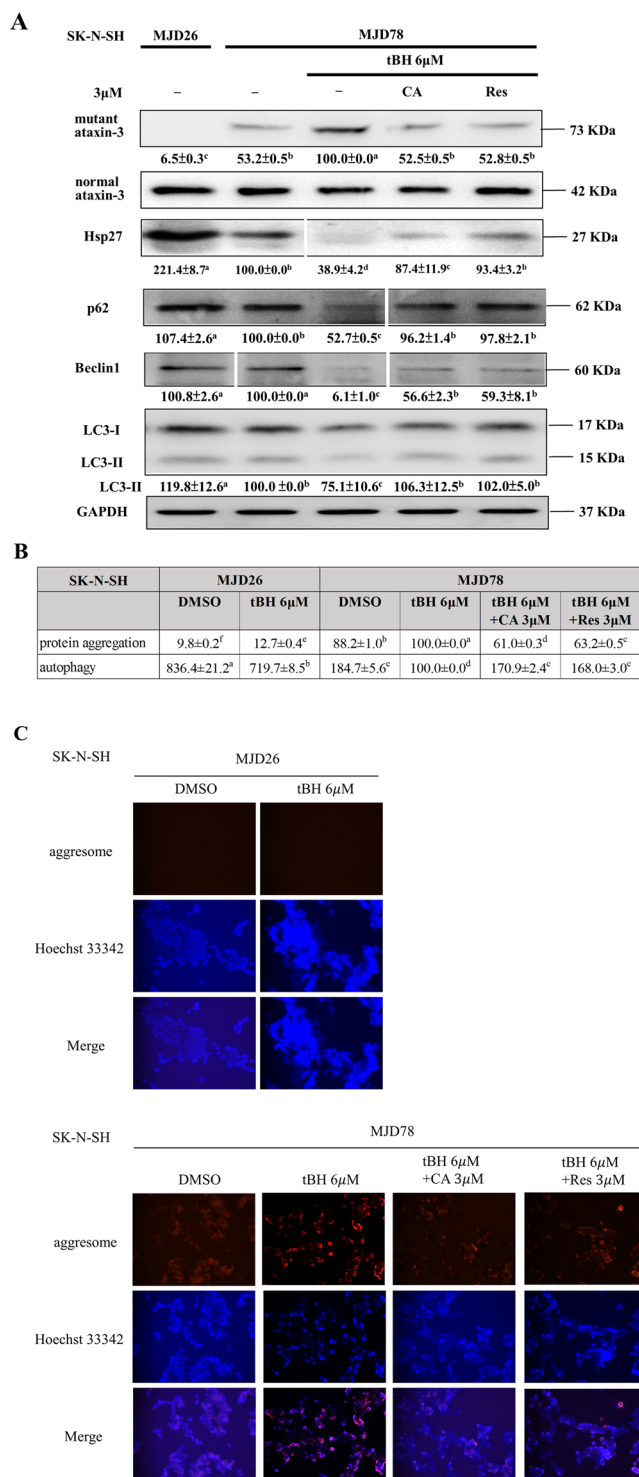 A
SK-N-SH MJD26 MJD78
tBH 6μM
3μM – – – CA Res
mutant
ataxin-3
73 KDa
6.5±0.3ᶜ 53.2±0.5ᵇ 100.0±0.0ᵃ 52.5±0.5ᵇ 52.8±0.5ᵇ
normal
ataxin-3
42 KDa
Hsp27 27 KDa
221.4±8.7ᵃ 100.0±0.0ᵇ 38.9±4.2ᵈ 87.4±11.9ᶜ 93.4±3.2ᵇ
p62 62 KDa
107.4±2.6ᵃ 100.0±0.0ᵇ 52.7±0.5ᶜ 96.2±1.4ᵇ 97.8±2.1ᵇ
Beclin1 60 KDa
100.8±2.6ᵃ 100.0±0.0ᵃ 6.1±1.0ᶜ 56.6±2.3ᵇ 59.3±8.1ᵇ
LC3-I 17 KDa
LC3-II 15 KDa
LC3-II 119.8±12.6ᵃ 100.0 ±0.0ᵇ 75.1±10.6ᶜ 106.3±12.5ᵇ 102.0±5.0ᵇ
GAPDH 37 KDa
B
SK-N-SH MJD26 MJD78
DMSO tBH 6μM DMSO tBH 6μM tBH 6μM tBH 6μM
+CA 3μM +Res 3μM
protein aggregation 9.8±0.2ᶠ 12.7±0.4ᵉ 88.2±1.0ᵇ 100.0±0.0ᵃ 61.0±0.3ᵈ 63.2±0.5ᶜ
autophagy 836.4±21.2ᵃ 719.7±8.5ᵇ 184.7±5.6ᶜ 100.0±0.0ᵈ 170.9±2.4ᶜ 168.0±3.0ᶜ
C
SK-N-SH MJD26
DMSO tBH 6μM
aggresome
Hoechst 33342
Merge
SK-N-SH MJD78
DMSO tBH 6μM tBH 6μM tBH 6μM
+CA 3μM +Res 3μM
aggresome
Hoechst 33342
Merge